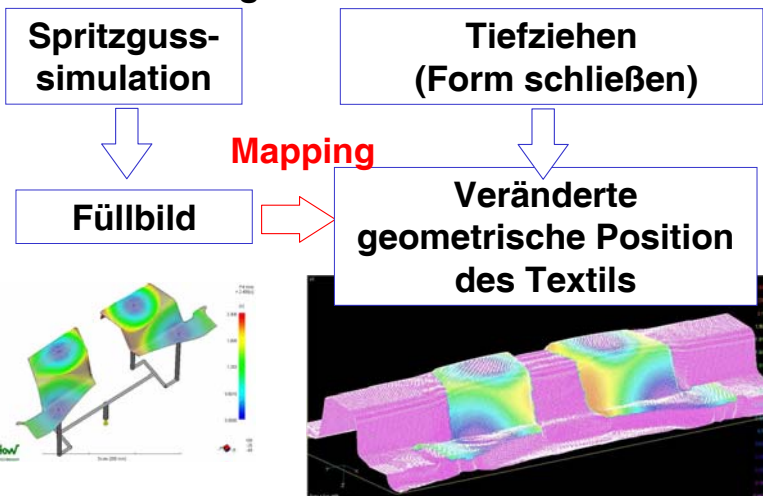 Spritzguss-
simulation
Tiefziehen
(Form schließen)
Mapping
Füllbild
Veränderte
geometrische Position
des Textils